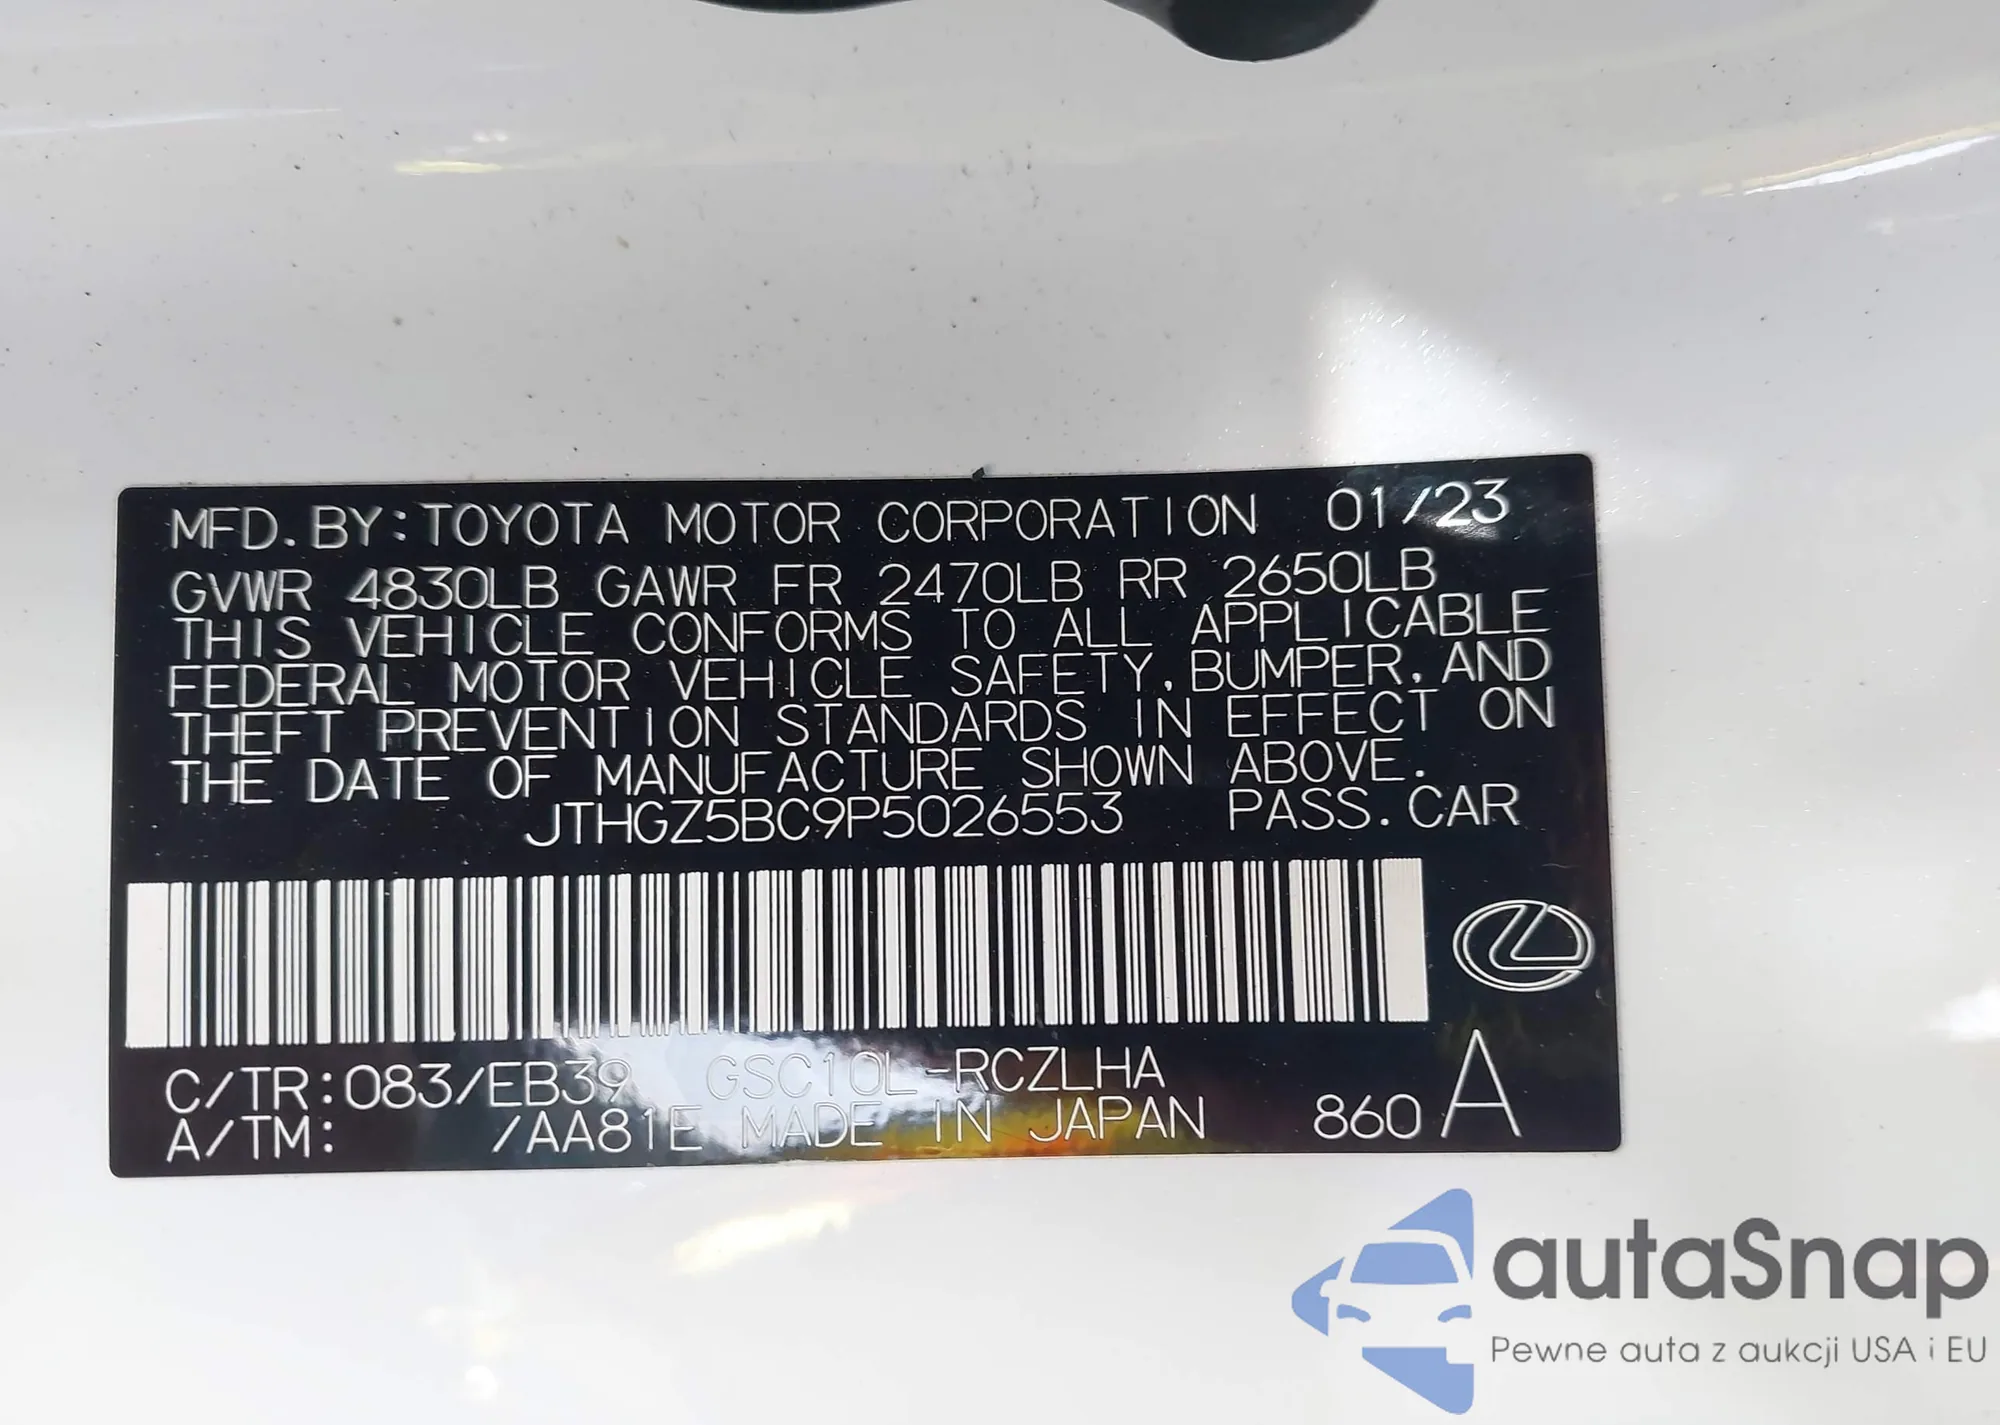 MFD. BY:TOYOTA MOTOR CORPORATION 01/23
GVWR 4830LB GAWR FR 2470LB RR 2650LB
THIS VEHICLE CONFORMS TO ALL APPLICABLE
FEDERAL MOTOR VEHICLE SAFETY, BUMPER, AND
THEFT PREVENTION STANDARDS IN EFFECT ON
THE DATE OF MANUFACTURE SHOWN ABOVE.
JTHGZ5BC9P5026553 PASS. CAR
C/TR:083/EB39 GSC10L-RCZLHA
A/TM: /AA81E MADE IN JAPAN 860 A
autaSnap
Pewne auta z aukcji USA i EU